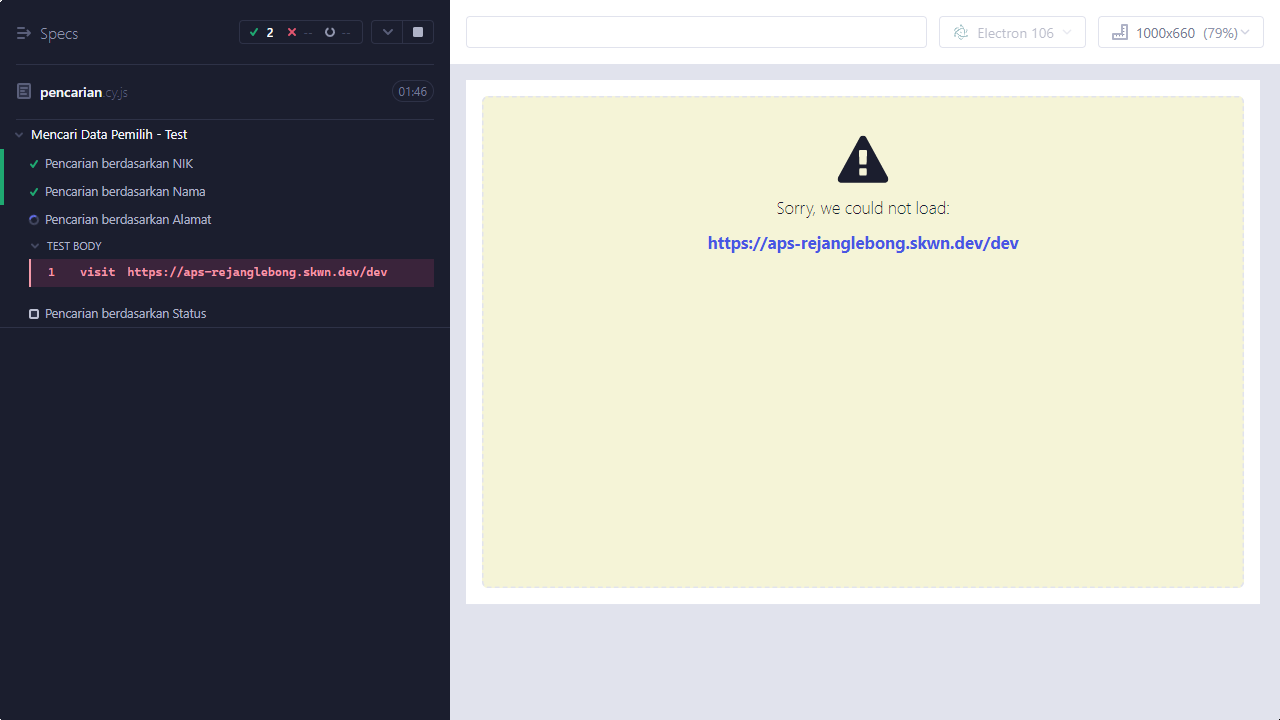 Specs
2
--
--
pencarian.cy.js
01:46
Mencari Data Pemilih - Test
Pencarian berdasarkan NIK
Pencarian berdasarkan Nama
Pencarian berdasarkan Alamat
TEST BODY
1 visit https://aps-rejanglebong.skwn.dev/dev
Pencarian berdasarkan Status
Electron 106
1000x660 (79%)
Sorry, we could not load:
https://aps-rejanglebong.skwn.dev/dev